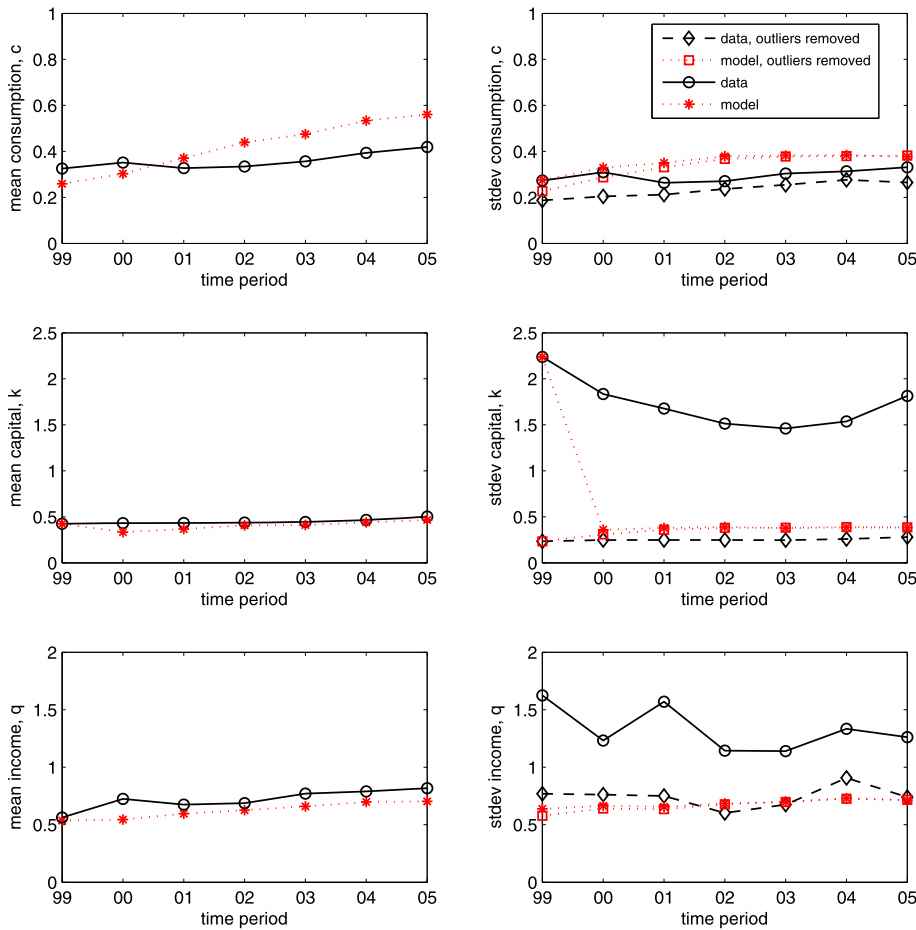 mean consumption, c
1
0.8
0.6
0.4
0.2
0
99 00 01 02 03 04 05
time period
stdev consumption, c
1
0.8
0.6
0.4
0.2
0
99 00 01 02 03 04 05
time period
data, outliers removed
model, outliers removed
data
model
mean capital, k
2.5
2
1.5
1
0.5
0
99 00 01 02 03 04 05
time period
stdev capital, k
2.5
2
1.5
1
0.5
0
99 00 01 02 03 04 05
time period
mean income, q
2
1.5
1
0.5
0
99 00 01 02 03 04 05
time period
stdev income, q
2
1.5
1
0.5
0
99 00 01 02 03 04 05
time period